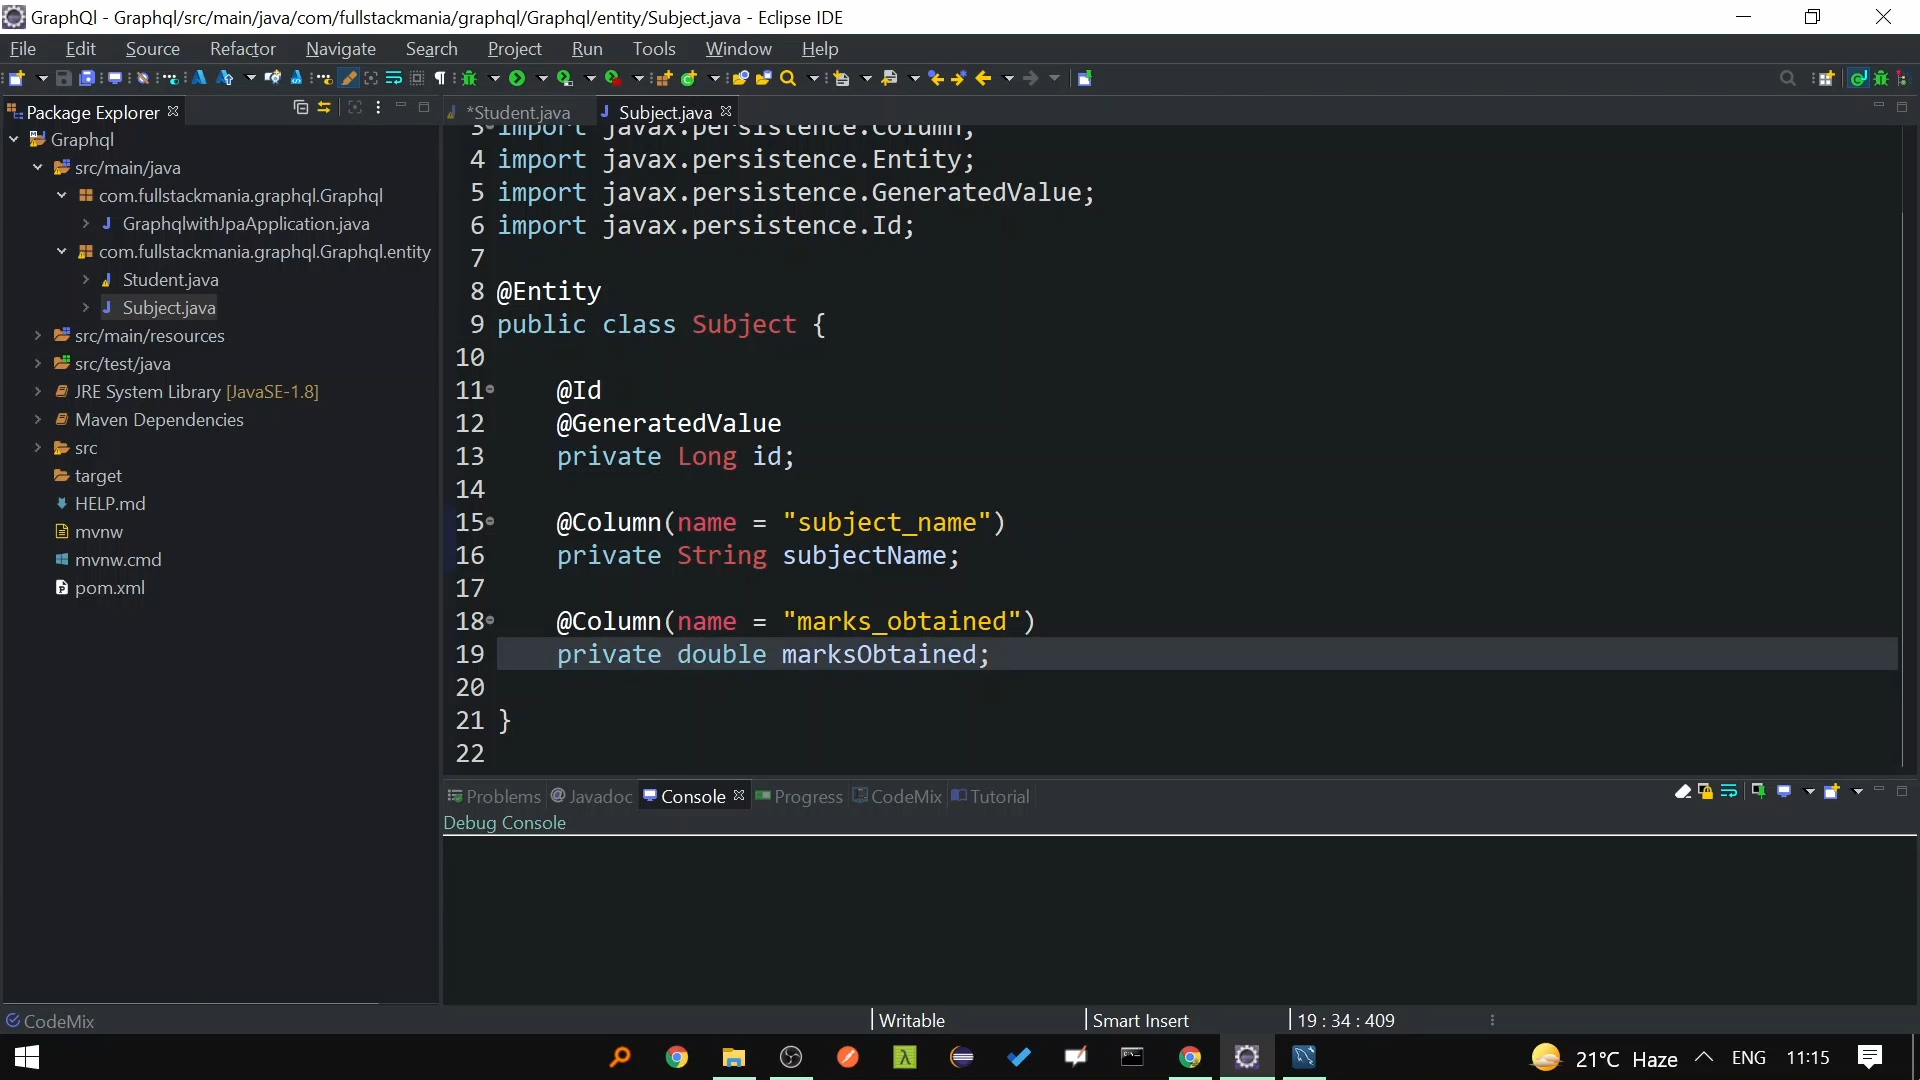 GraphQl - Graphql/src/main/java/com/fullstackmania/graphql/Graphql/entity/Subject.java - Eclipse IDE
File Edit Source Refactor Navigate Search Project Run Tools Window Help
Package Explorer
Graphql
src/main/java
com.fullstackmania.graphql.Graphql
GraphqlwithJpaApplication.java
com.fullstackmania.graphql.Graphql.entity
Student.java
Subject.java
src/main/resources
src/test/java
JRE System Library [JavaSE-1.8]
Maven Dependencies
src
target
HELP.md
mvnw
mvnw.cmd
pom.xml
*Student.java Subject.java
3 import javax.persistence.Column;
4 import javax.persistence.Entity;
5 import javax.persistence.GeneratedValue;
6 import javax.persistence.Id;
7
8 @Entity
9 public class Subject {
10
11 @Id
12 @GeneratedValue
13 private Long id;
14
15 @Column(name = "subject_name")
16 private String subjectName;
17
18 @Column(name = "marks_obtained")
19 private double marksObtained;
20
21 }
22
Problems Javadoc Console Progress CodeMix Tutorial
Debug Console
CodeMix Writable Smart Insert 19 : 34 : 409
21°C Haze ENG 11:15